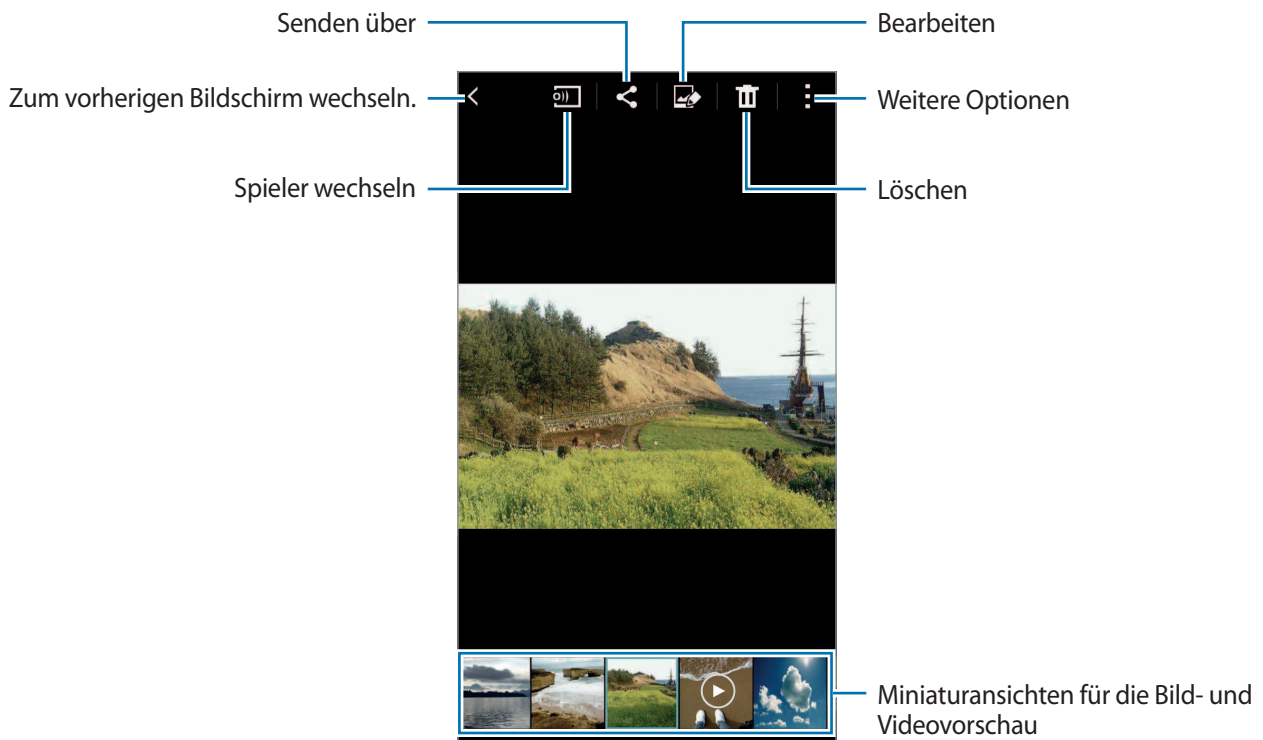 Senden über
Bearbeiten
Zum vorherigen Bildschirm wechseln.
Weitere Optionen
Spieler wechseln
Löschen
Miniaturansichten für die Bild- und
Videovorschau